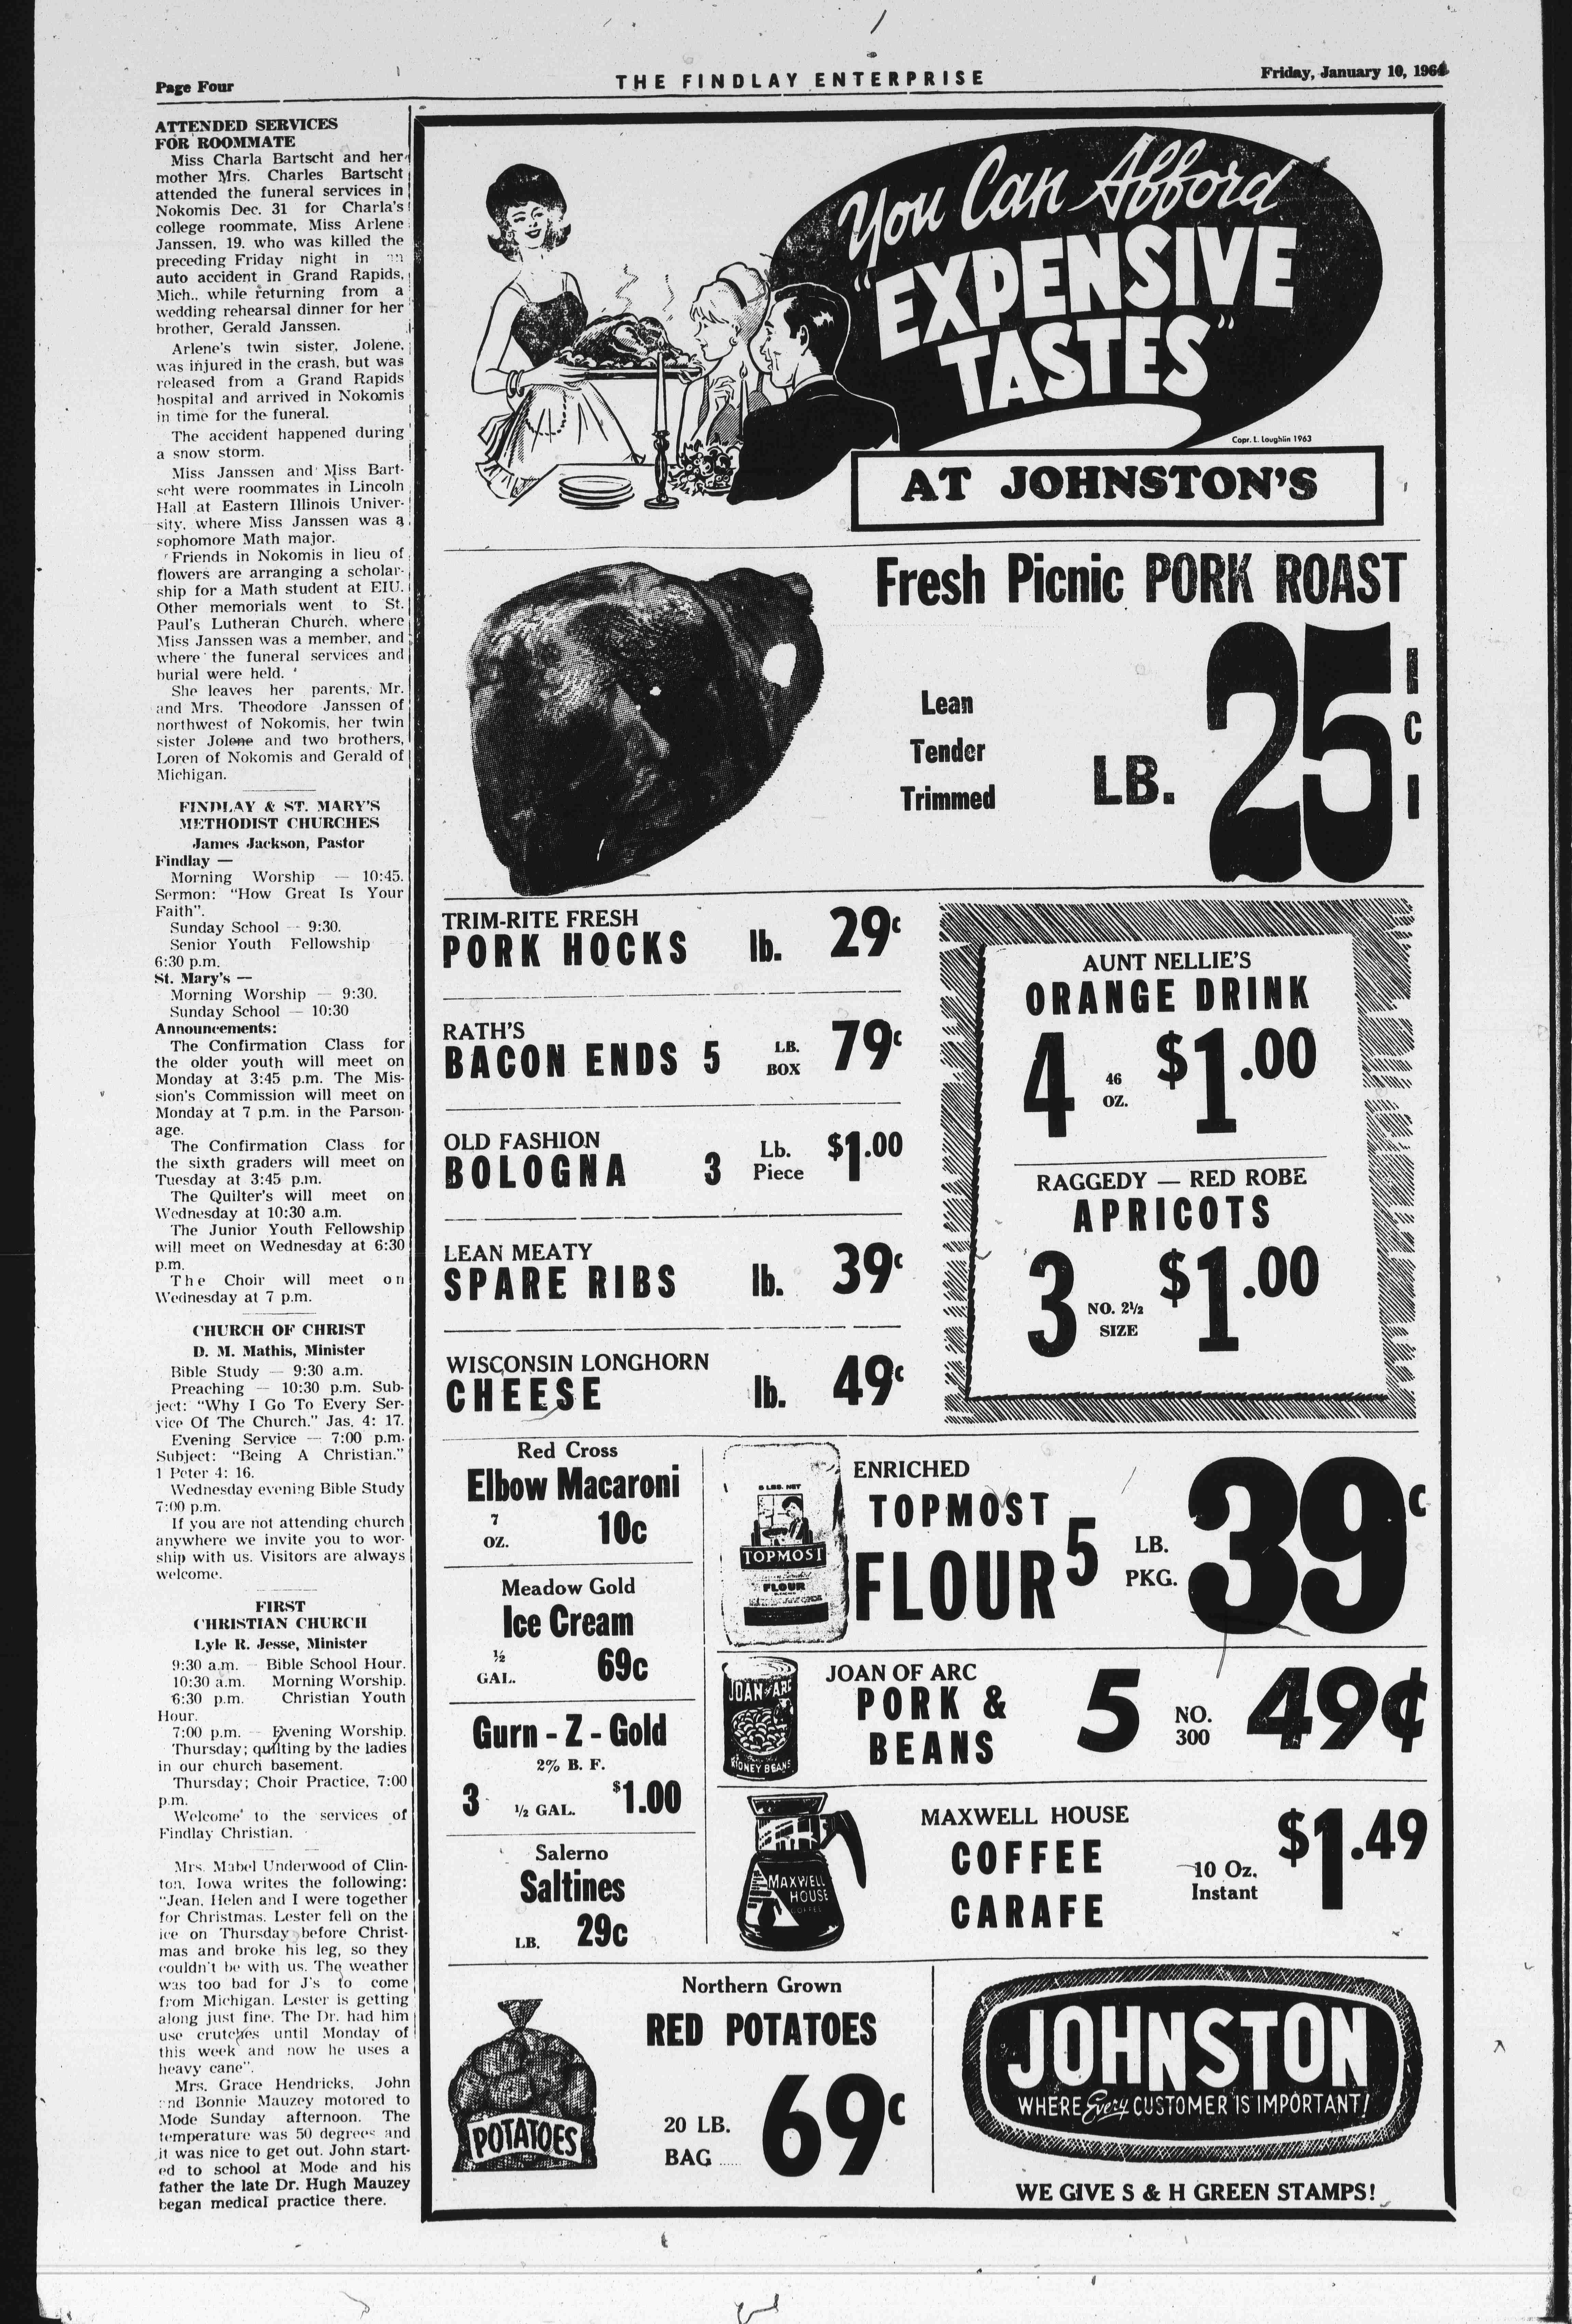 Page Four
THE FINDLAY ENTERPRISE
Friday, January 10, 1964
ATTENDED SERVICES
FOR ROOMMATE
Miss Charla Bartscht and her
mother Mrs. Charles Bartscht
attended the funeral services in
Nokomis Dec. 31 for Charla's
college roommate, Miss Arlene
Janssen, 19. who was killed the
preceding Friday night in an
auto accident in Grand Rapids,
Mich., while returning from a
wedding rehearsal dinner for her
brother, Gerald Janssen.
Arlene's twin sister, Jolene,
was injured in the crash, but was
released from a Grand Rapids
hospital and arrived in Nokomis
in time for the funeral.
The accident happened during
a snow storm.
Miss Janssen and Miss Bart-
scht were roommates in Lincoln
Hall at Eastern Illinois Univer-
sity, where Miss Janssen was a
sophomore Math major.
Friends in Nokomis in lieu of
flowers are arranging a scholar-
ship for a Math student at EIU.
Other memorials went to St.
Paul's Lutheran Church, where
Miss Janssen was a member, and
where the funeral services and
burial were held.
She leaves her parents, Mr.
and Mrs. Theodore Janssen of
northwest of Nokomis, her twin
sister Jolene and two brothers,
Loren of Nokomis and Gerald of
Michigan.
FINDLAY & ST. MARY'S
METHODIST CHURCHES
James Jackson, Pastor
Findlay —
Morning Worship — 10:45.
Sermon: "How Great Is Your
Faith".
Sunday School — 9:30.
Senior Youth Fellowship
6:30 p.m.
St. Mary's —
Morning Worship — 9:30.
Sunday School — 10:30
Announcements:
The Confirmation Class for
the older youth will meet on
Monday at 3:45 p.m. The Mis-
sion's Commission will meet on
Monday at 7 p.m. in the Parson-
age.
The Confirmation Class for
the sixth graders will meet on
Tuesday at 3:45 p.m.
The Quilter's will meet on
Wednesday at 10:30 a.m.
The Junior Youth Fellowship
will meet on Wednesday at 6:30
p.m.
The Choir will meet on
Wednesday at 7 p.m.
CHURCH OF CHRIST
D. M. Mathis, Minister
Bible Study — 9:30 a.m.
Preaching — 10:30 p.m. Sub-
ject: "Why I Go To Every Ser-
vice Of The Church." Jas. 4: 17.
Evening Service — 7:00 p.m.
Subject: "Being A Christian."
1 Peter 4: 16.
Wednesday evening Bible Study
7:00 p.m.
If you are not attending church
anywhere we invite you to wor-
ship with us. Visitors are always
welcome.
FIRST
CHRISTIAN CHURCH
Lyle R. Jesse, Minister
9:30 a.m. — Bible School Hour.
10:30 a.m. Morning Worship.
6:30 p.m. Christian Youth
Hour.
7:00 p.m. — Evening Worship.
Thursday; quilting by the ladies
in our church basement.
Thursday; Choir Practice, 7:00
p.m.
Welcome to the services of
Findlay Christian.
Mrs. Mabel Underwood of Clin-
ton, Iowa writes the following:
"Jean, Helen and I were together
for Christmas. Lester fell on the
ice on Thursday before Christ-
mas and broke his leg, so they
couldn't be with us. The weather
was too bad for J's to come
from Michigan. Lester is getting
along just fine. The Dr. had him
use crutches until Monday of
this week and now he uses a
heavy cane".
Mrs. Grace Hendricks, John
and Bonnie Mauzey motored to
Mode Sunday afternoon. The
temperature was 50 degrees and
it was nice to get out. John start-
ed to school at Mode and his
father the late Dr. Hugh Mauzey
began medical practice there.
You Can Afford
"EXPENSIVE
TASTES"
Copr. L. Loughlin 1963
AT JOHNSTON'S
Fresh Picnic PORK ROAST
Lean
Tender
Trimmed
LB. 25c
TRIM-RITE FRESH
PORK HOCKS lb. 29c
RATH'S
BACON ENDS 5 LB. BOX 79c
OLD FASHION
BOLOGNA 3 Lb. Piece $1.00
LEAN MEATY
SPARE RIBS lb. 39c
WISCONSIN LONGHORN
CHEESE lb. 49c
AUNT NELLIE'S
ORANGE DRINK
4 46 OZ. $1.00
RAGGEDY — RED ROBE
APRICOTS
3 NO. 2½ SIZE $1.00
Red Cross
Elbow Macaroni
7 OZ. 10c
Meadow Gold
Ice Cream
½ GAL. 69c
Gurn - Z - Gold
2% B. F.
3 ½ GAL. $1.00
Salerno
Saltines
LB. 29c
5 LBS. NET
TOPMOST
FLOUR
ENRICHED
TOPMOST
FLOUR 5 LB. PKG. 39c
JOAN of ARC
KIDNEY BEANS
JOAN OF ARC
PORK &
BEANS
5 NO. 300 49¢
MAXWELL
HOUSE
COFFEE
MAXWELL HOUSE
COFFEE
CARAFE
10 Oz.
Instant
$1.49
POTATOES
Northern Grown
RED POTATOES
20 LB.
BAG ..... 69c
JOHNSTON
WHERE Every CUSTOMER IS IMPORTANT!
WE GIVE S & H GREEN STAMPS!